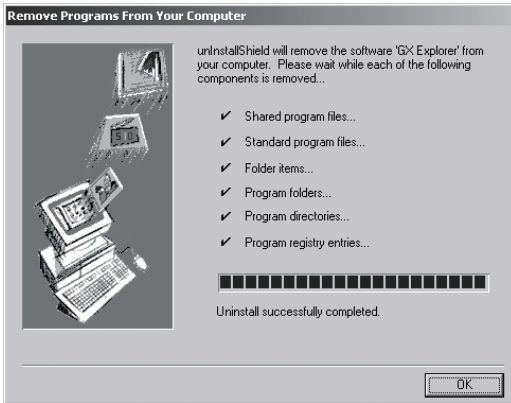 Remove Programs From Your Computer
unInstallShield will remove the software 'GX Explorer' from
your computer. Please wait while each of the following
components is removed...
✔ Shared program files...
✔ Standard program files...
✔ Folder items...
✔ Program folders...
✔ Program directories...
✔ Program registry entries...
Uninstall successfully completed.
OK